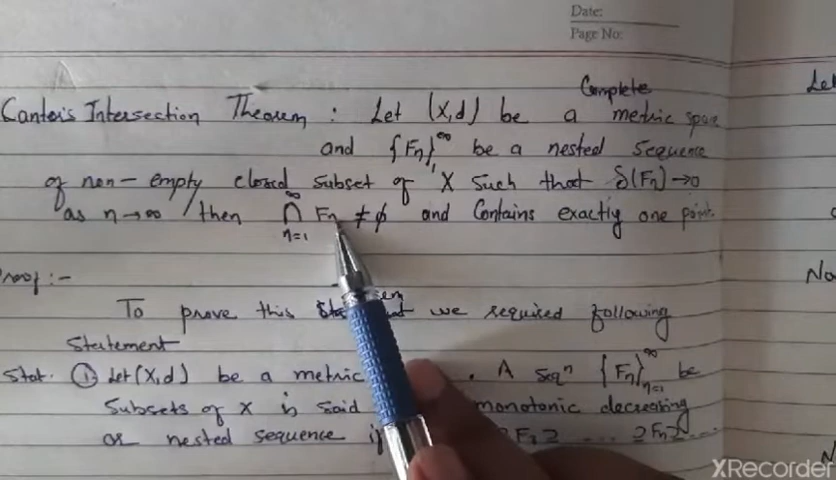 Date:
Page No:
Complete
Cantor's Intersection Theorem : Let (X,d) be a metric space
and {Fn}₁^∞ be a nested sequence
of non-empty closed subset of X such that δ(Fn)→0
as n→∞ then ∩_{n=1}^∞ Fn ≠ ϕ and contains exactly one point.
Proof :-
To prove this we required following
Statement
Stat. ① Let (X,d) be a metric . A seqⁿ {Fn}_{n=1}^∞ be
Subsets of X is said monotonic decreasing
or nested sequence
Let
No
N
XRecorder